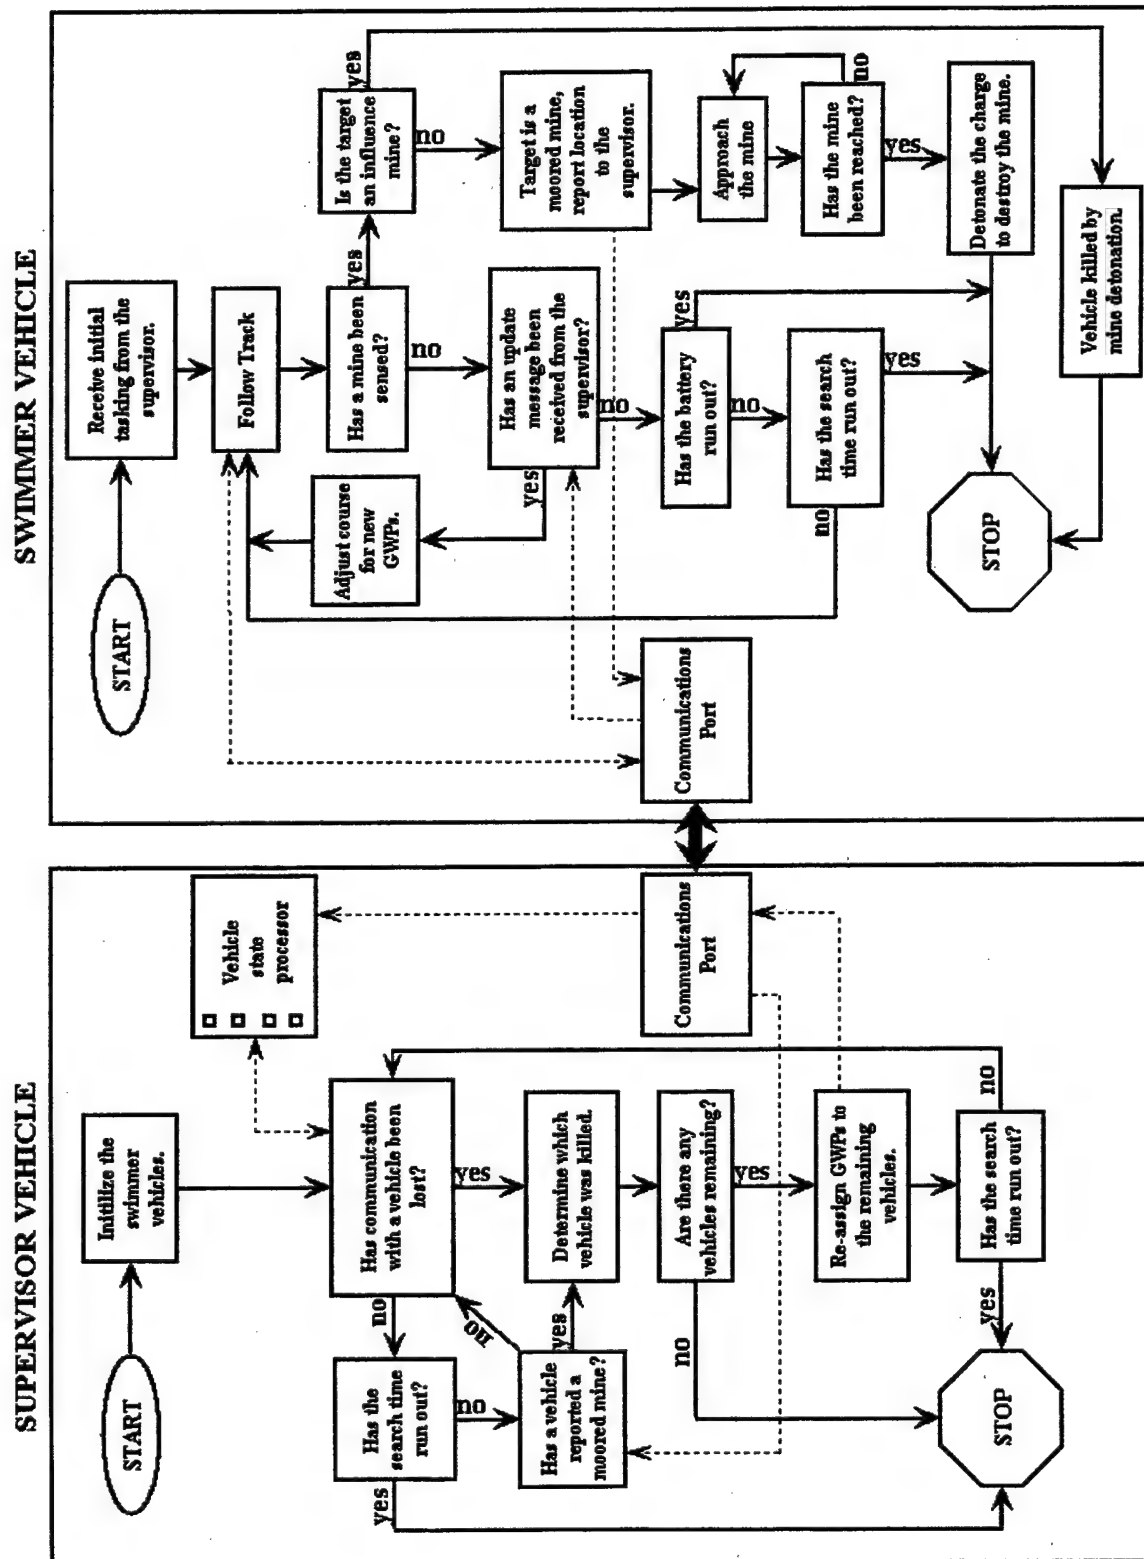 SUPERVISOR VEHICLE
START
Initilize the
swimmer
vehicles.
Vehicle
state
processor
Has communication
with a vehicle been
lost?
no
yes
Has the
search time
run out?
yes
no
no
Has a vehicle
reported a
moored mine?
yes
Determine which
vehicle was killed.
Are there any
vehicles remaining?
no
yes
Communications
Port
Re-assign GWPs to
the remaining
vehicles.
Has the search
time run out?
no
yes
STOP
SWIMMER VEHICLE
START
Receive initial
tasking from the
supervisor.
Follow Track
Has a mine been
sensed?
yes
no
Is the target
an influence
mine?
yes
no
Adjust course
for new
GWPs.
Has an update
message been
received from the
supervisor?
yes
no
Target is a
moored mine,
report location
to the
supervisor.
Communications
Port
Has the battery
run out?
yes
no
Approach
the mine
Has the search
time run out?
no
yes
Has the mine
been reached?
no
yes
Detonate the charge
to destroy the mine.
STOP
Vehicle killed by
mine detonation.